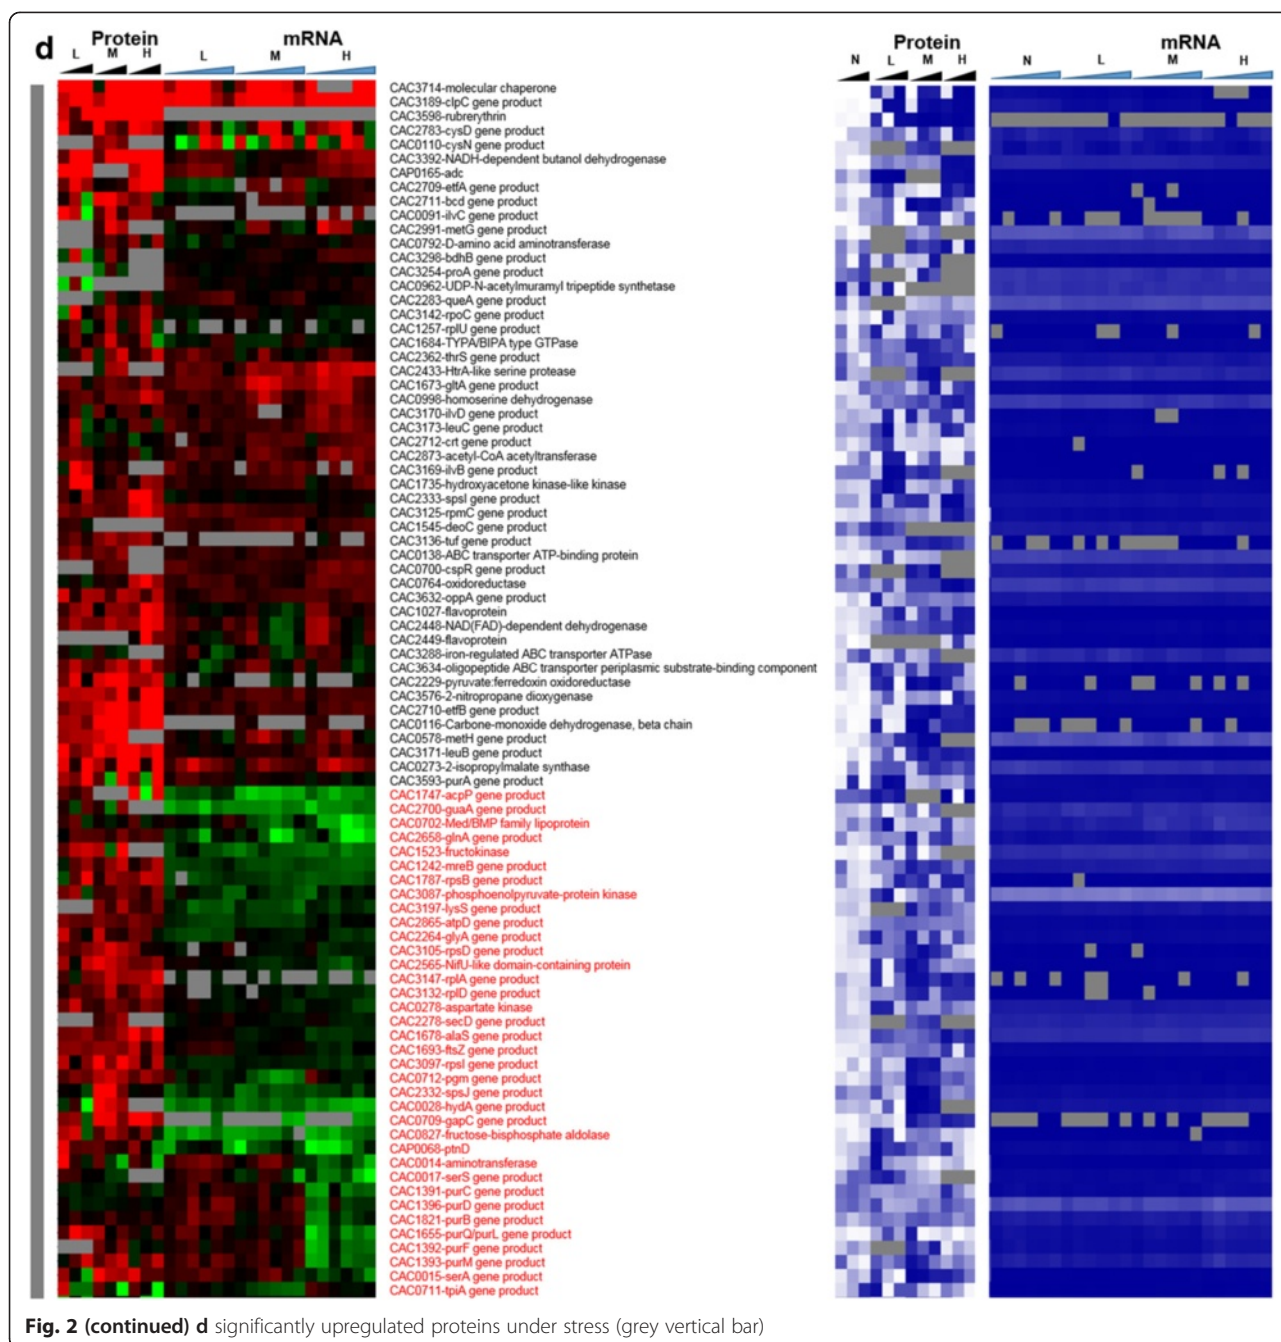 d
Protein mRNA
L M H L M H
Protein mRNA
N L M H N L M H
CAC3714-molecular chaperone
CAC3189-clpC gene product
CAC3598-rubrerythrin
CAC2783-cysD gene product
CAC0110-cysN gene product
CAC3392-NADH-dependent butanol dehydrogenase
CAP0165-adc
CAC2709-etfA gene product
CAC2711-bcd gene product
CAC0091-ilvC gene product
CAC2991-metG gene product
CAC0792-D-amino acid aminotransferase
CAC3298-bdhB gene product
CAC3254-proA gene product
CAC0962-UDP-N-acetylmuramyl tripeptide synthetase
CAC2283-queA gene product
CAC3142-rpoC gene product
CAC1257-rplU gene product
CAC1684-TYPA/BIPA type GTPase
CAC2362-thrS gene product
CAC2433-HtrA-like serine protease
CAC1673-gltA gene product
CAC0998-homoserine dehydrogenase
CAC3170-ilvD gene product
CAC3173-leuC gene product
CAC2712-crt gene product
CAC2873-acetyl-CoA acetyltransferase
CAC3169-ilvB gene product
CAC1735-hydroxyacetone kinase-like kinase
CAC2333-spsI gene product
CAC3125-rpmC gene product
CAC1545-deoC gene product
CAC3136-tuf gene product
CAC0138-ABC transporter ATP-binding protein
CAC0700-cspR gene product
CAC0764-oxidoreductase
CAC3632-oppA gene product
CAC1027-flavoprotein
CAC2448-NAD(FAD)-dependent dehydrogenase
CAC2449-flavoprotein
CAC3288-iron-regulated ABC transporter ATPase
CAC3634-oligopeptide ABC transporter periplasmic substrate-binding component
CAC2229-pyruvate:ferredoxin oxidoreductase
CAC3576-2-nitropropane dioxygenase
CAC2710-etfB gene product
CAC0116-Carbone-monoxide dehydrogenase, beta chain
CAC0578-metH gene product
CAC3171-leuB gene product
CAC0273-2-isopropylmalate synthase
CAC3593-purA gene product
CAC1747-acpP gene product
CAC2700-guaA gene product
CAC0702-Med/BMP family lipoprotein
CAC2658-glnA gene product
CAC1523-fructokinase
CAC1242-mreB gene product
CAC1787-rpsB gene product
CAC3087-phosphoenolpyruvate-protein kinase
CAC3197-lysS gene product
CAC2865-atpD gene product
CAC2264-glyA gene product
CAC3105-rpsD gene product
CAC2565-NifU-like domain-containing protein
CAC3147-rplA gene product
CAC3132-rplD gene product
CAC0278-aspartate kinase
CAC2278-secD gene product
CAC1678-alaS gene product
CAC1693-ftsZ gene product
CAC3097-rpsI gene product
CAC0712-pgm gene product
CAC2332-spsJ gene product
CAC0028-hydA gene product
CAC0709-gapC gene product
CAC0827-fructose-bisphosphate aldolase
CAP0068-ptnD
CAC0014-aminotransferase
CAC0017-serS gene product
CAC1391-purC gene product
CAC1396-purD gene product
CAC1821-purB gene product
CAC1655-purQ/purL gene product
CAC1392-purF gene product
CAC1393-purM gene product
CAC0015-serA gene product
CAC0711-tpiA gene product
Fig. 2 (continued) d significantly upregulated proteins under stress (grey vertical bar)